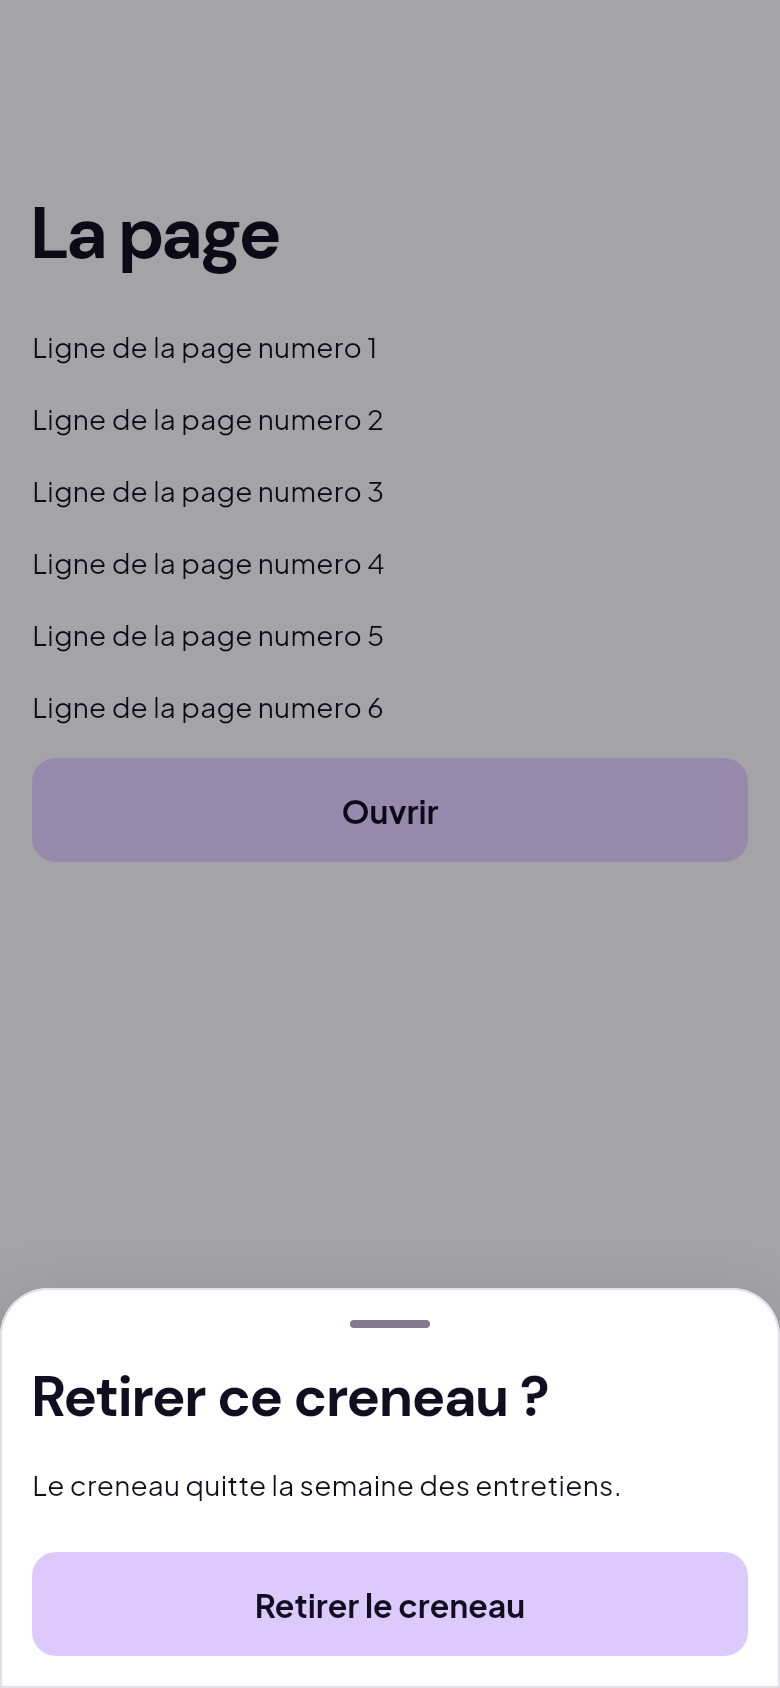 La page
Ligne de la page numero 1
Ligne de la page numero 2
Ligne de la page numero 3
Ligne de la page numero 4
Ligne de la page numero 5
Ligne de la page numero 6
Ouvrir
Retirer ce creneau ?
Le creneau quitte la semaine des entretiens.
Retirer le creneau